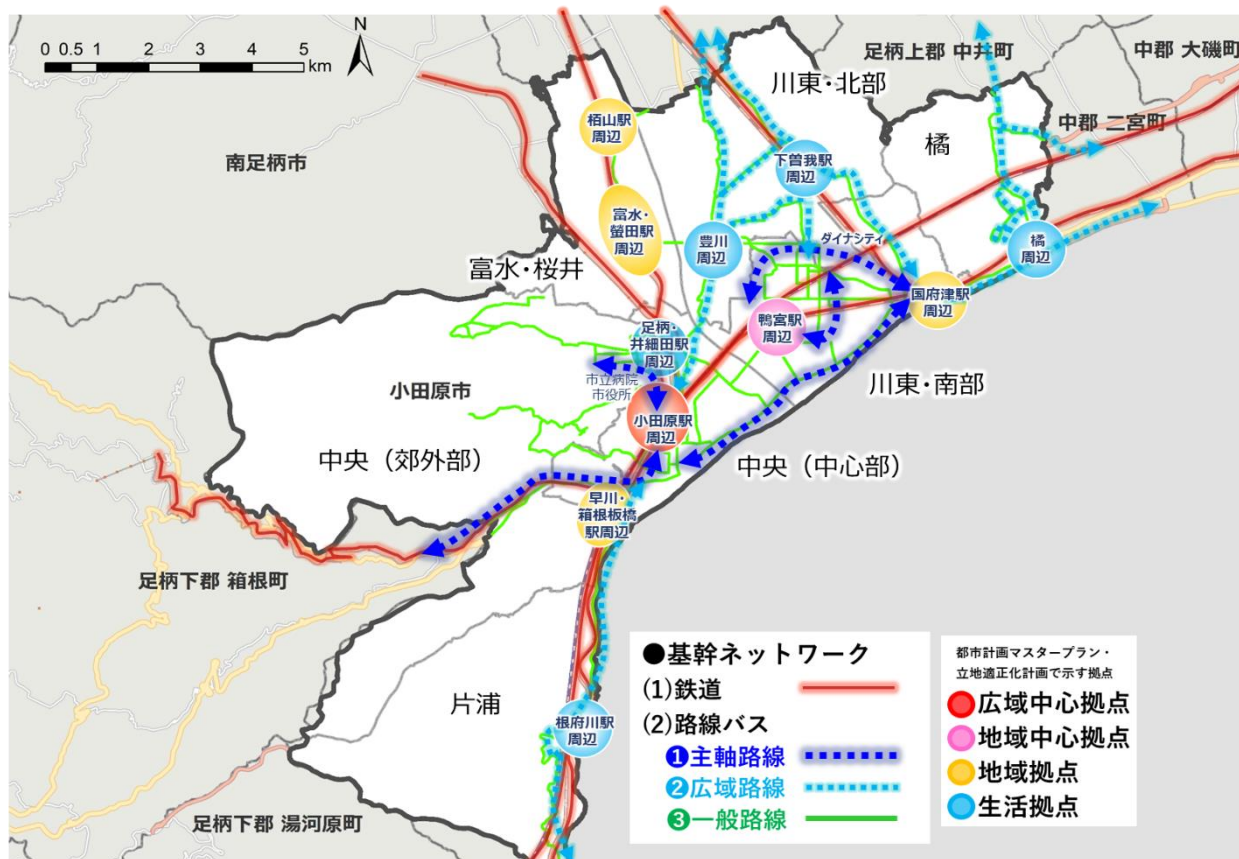 0 0.5 1 2 3 4 5
km
N
足柄上郡 中井町
中郡 大磯町
川東・北部
栢山駅
周辺
橘
中郡 二宮町
南足柄市
下曽我駅
周辺
富水・
螢田駅
周辺
豊川
周辺
ダイナシティ
橘
周辺
富水・桜井
国府津駅
周辺
鴨宮駅
周辺
足柄・
井細田駅
周辺
市立病院
市役所
小田原市
川東・南部
小田原駅
周辺
中央（郊外部）
中央（中心部）
早川・
箱根板橋
駅周辺
足柄下郡 箱根町
片浦
根府川駅
周辺
足柄下郡 湯河原町
●基幹ネットワーク
(1)鉄道
(2)路線バス
❶主軸路線
❷広域路線
❸一般路線
都市計画マスタープラン・
立地適正化計画で示す拠点
広域中心拠点
地域中心拠点
地域拠点
生活拠点